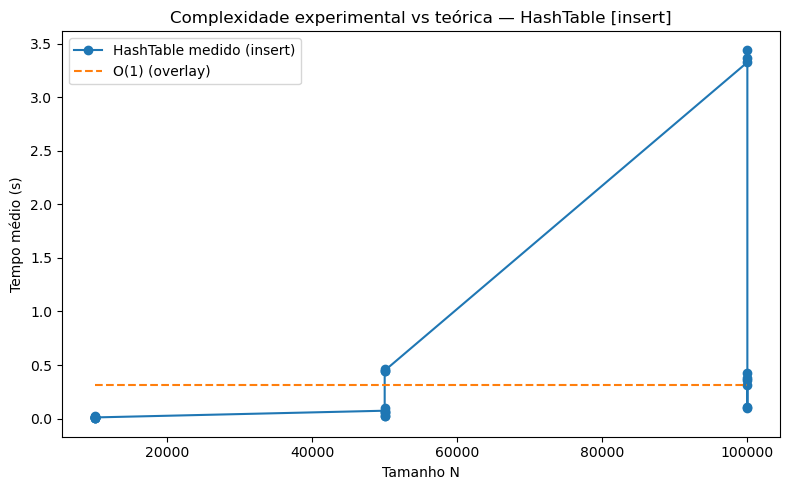 Complexidade experimental vs teórica — HashTable [insert]
HashTable medido (insert)
O(1) (overlay)
Tempo médio (s)
3.5
3.0
2.5
2.0
1.5
1.0
0.5
0.0
20000
40000
60000
80000
100000
Tamanho N